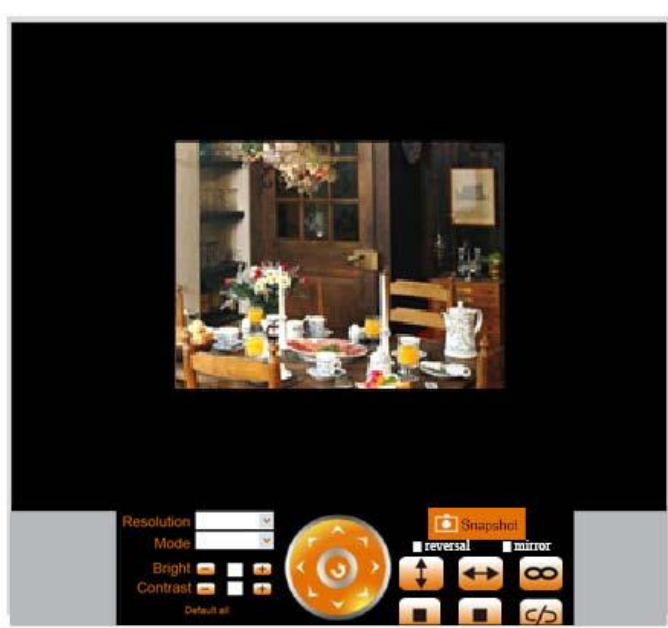 Resolution
Mode
Bright
Contrast
Default all
Snapshot
reversal
mirror